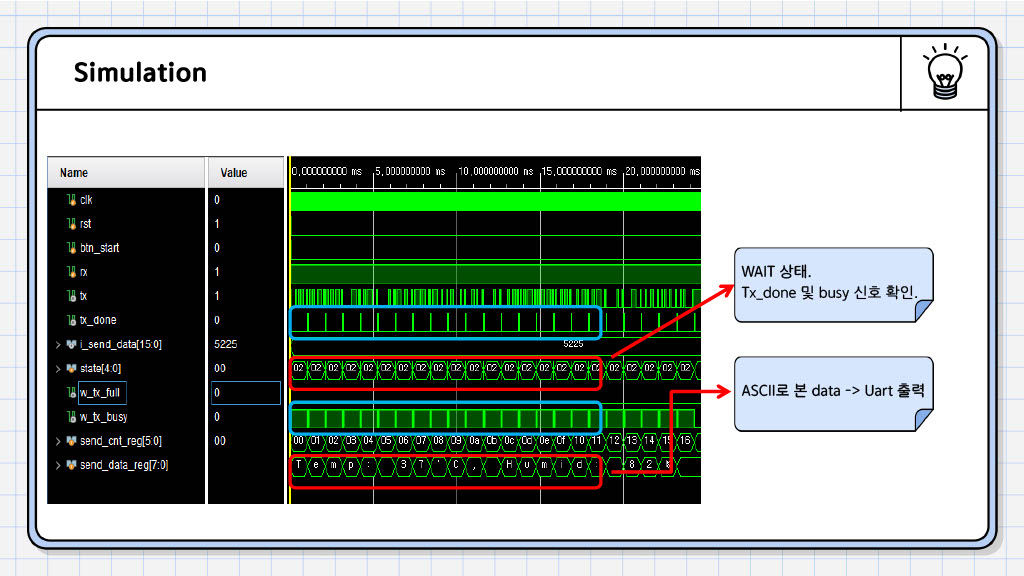 Simulation
Name Value
0,000000000 ms 5,000000000 ms 10,000000000 ms 15,000000000 ms 20,000000000 ms
clk 0
rst 1
btn_start 0
rx 1
tx 1
tx_done 0
i_send_data[15:0] 5225 5225
state[4:0] 00 02 02 02 02 02 02 02 02 02 02 02 02 02 02 02 02 02 02 02 02 02 02 02
w_tx_full 0
w_tx_busy 0
send_cnt_reg[5:0] 00 00 01 02 03 04 05 06 07 08 09 0a 0b 0c 0d 0e 0f 10 11 12 13 14 15 16
send_data_reg[7:0] T e m p : 3 7 ' C , H u m i d : 8 2 %
WAIT 상태.
Tx_done 및 busy 신호 확인.
ASCII로 본 data -> Uart 출력